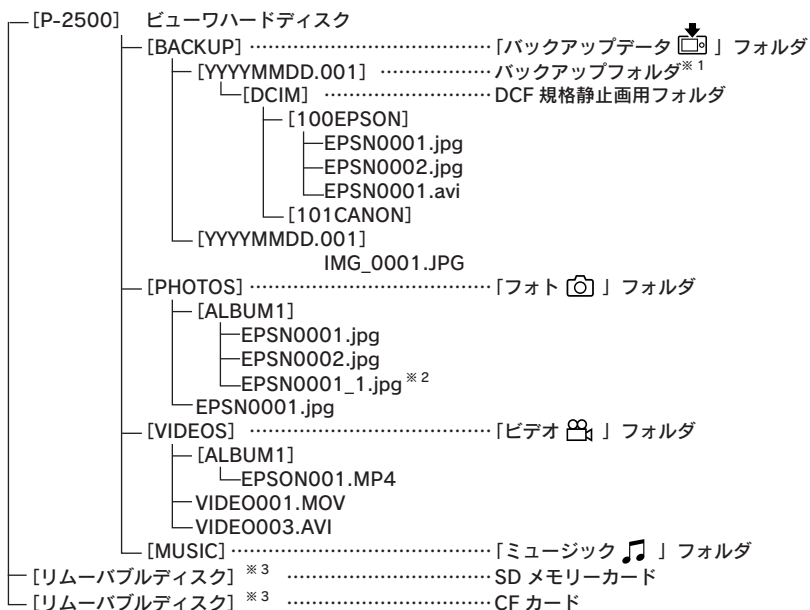 [P-2500] ビューワハードディスク
[BACKUP] ……………………………「バックアップデータ 」フォルダ
[YYYYMMDD.001] ……………… バックアップフォルダ※1
[DCIM] ……………………… DCF 規格静止画用フォルダ
[100EPSON]
EPSN0001.jpg
EPSN0002.jpg
EPSN0001.avi
[101CANON]
[YYYYMMDD.001]
IMG_0001.JPG
[PHOTOS] ……………………………「フォト 」フォルダ
[ALBUM1]
EPSN0001.jpg
EPSN0002.jpg
EPSN0001_1.jpg※2
EPSN0001.jpg
[VIDEOS] ……………………………「ビデオ 」フォルダ
[ALBUM1]
EPSON001.MP4
VIDEO001.MOV
VIDEO003.AVI
[MUSIC] ……………………………「ミュージック 」フォルダ
[リムーバブルディスク] ※3 ……………………… SD メモリーカード
[リムーバブルディスク] ※3 ……………………… CF カード